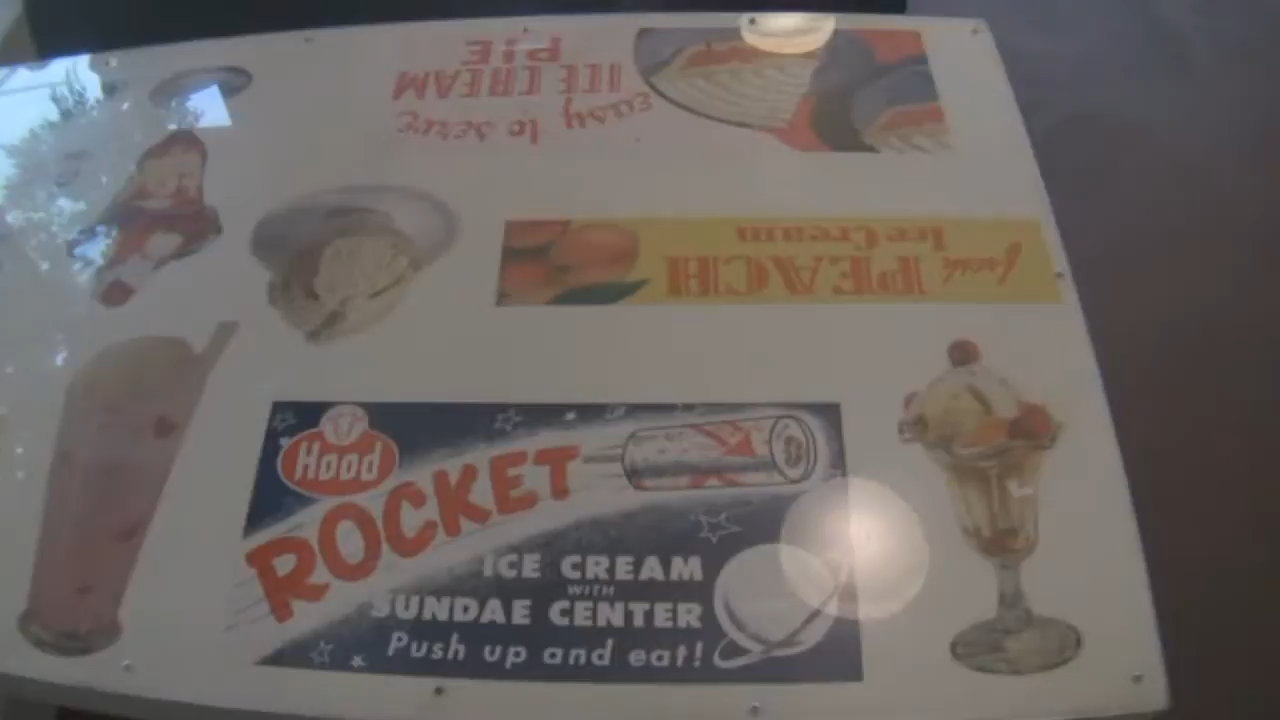 easy to serve
ICE CREAM
PIE
fresh PEACH
Ice Cream
Hood
ROCKET
ICE CREAM
WITH
SUNDAE CENTER
Push up and eat!